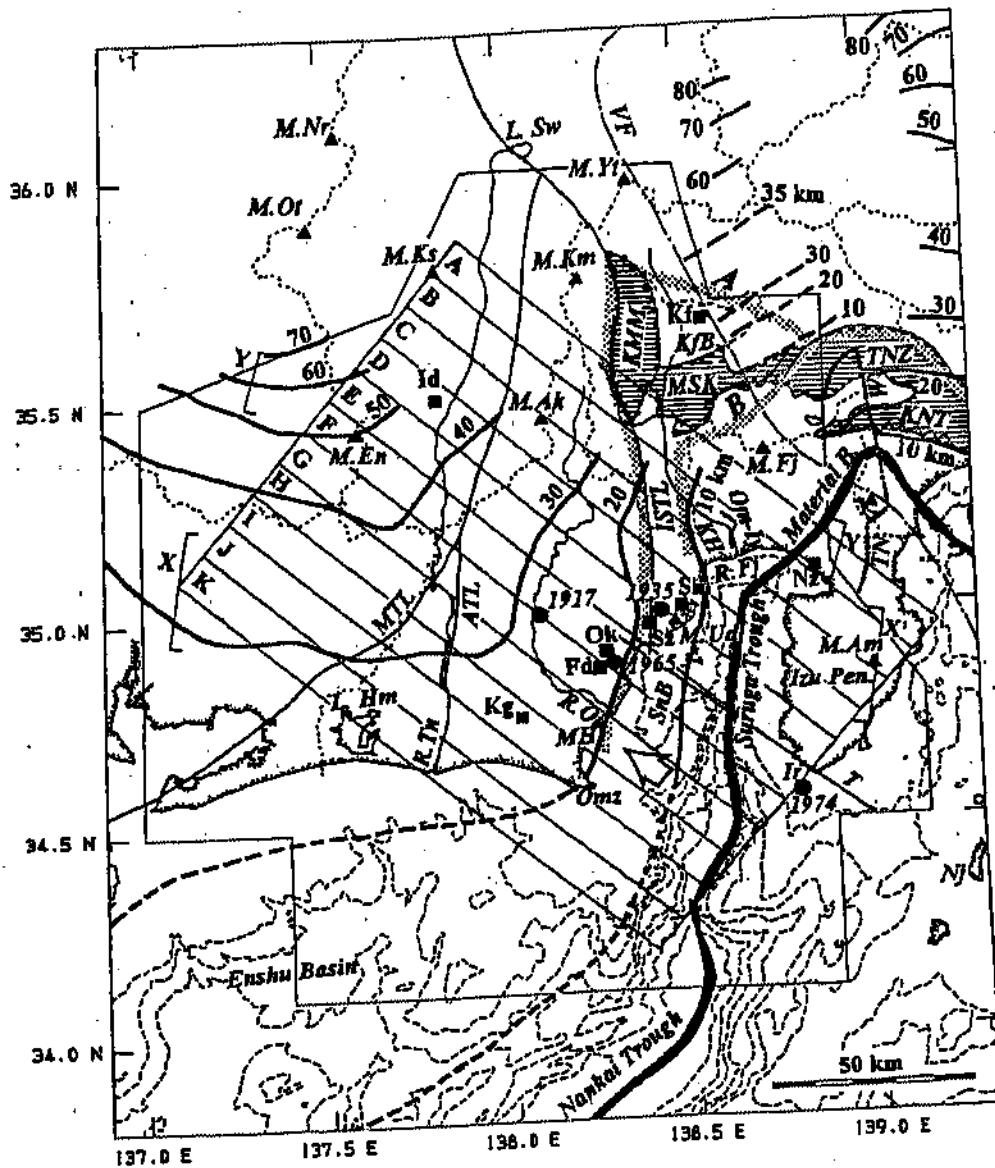 80
70
60
80
M.Nr
L. Sw
VF
70
50
M.Yt
60
36.0 N
35 km
M.Ot
40
M.Ks
A
M.Km
A
30
B
20
Kf
KMM
KfB
10
30
C
70
Y
TNZ
60
D
Id
MSK
W
20
35.5 N
E
50
M.Ak
B
KNT
F
40
M.En
M.Fj
10 km
G
30
20
ISTL
10 km
Material B.
H
I
R. Fj
TNL
X
J
1935
S
Nz
K
1917
MTL
ATL
35.0 N
Ok
M.Ud
X'
M.Am
1965
Fd
Izu Pen.
L. Hm
Kg
R.O
SnB
Suruga Trough
R.Tn
MH
Ir
T
Omz
1974
34.5 N
NJ
Enshu Basin
34.0 N
Nankai Trough
50 km
137.0 E
137.5 E
138.0 E
138.5 E
139.0 E